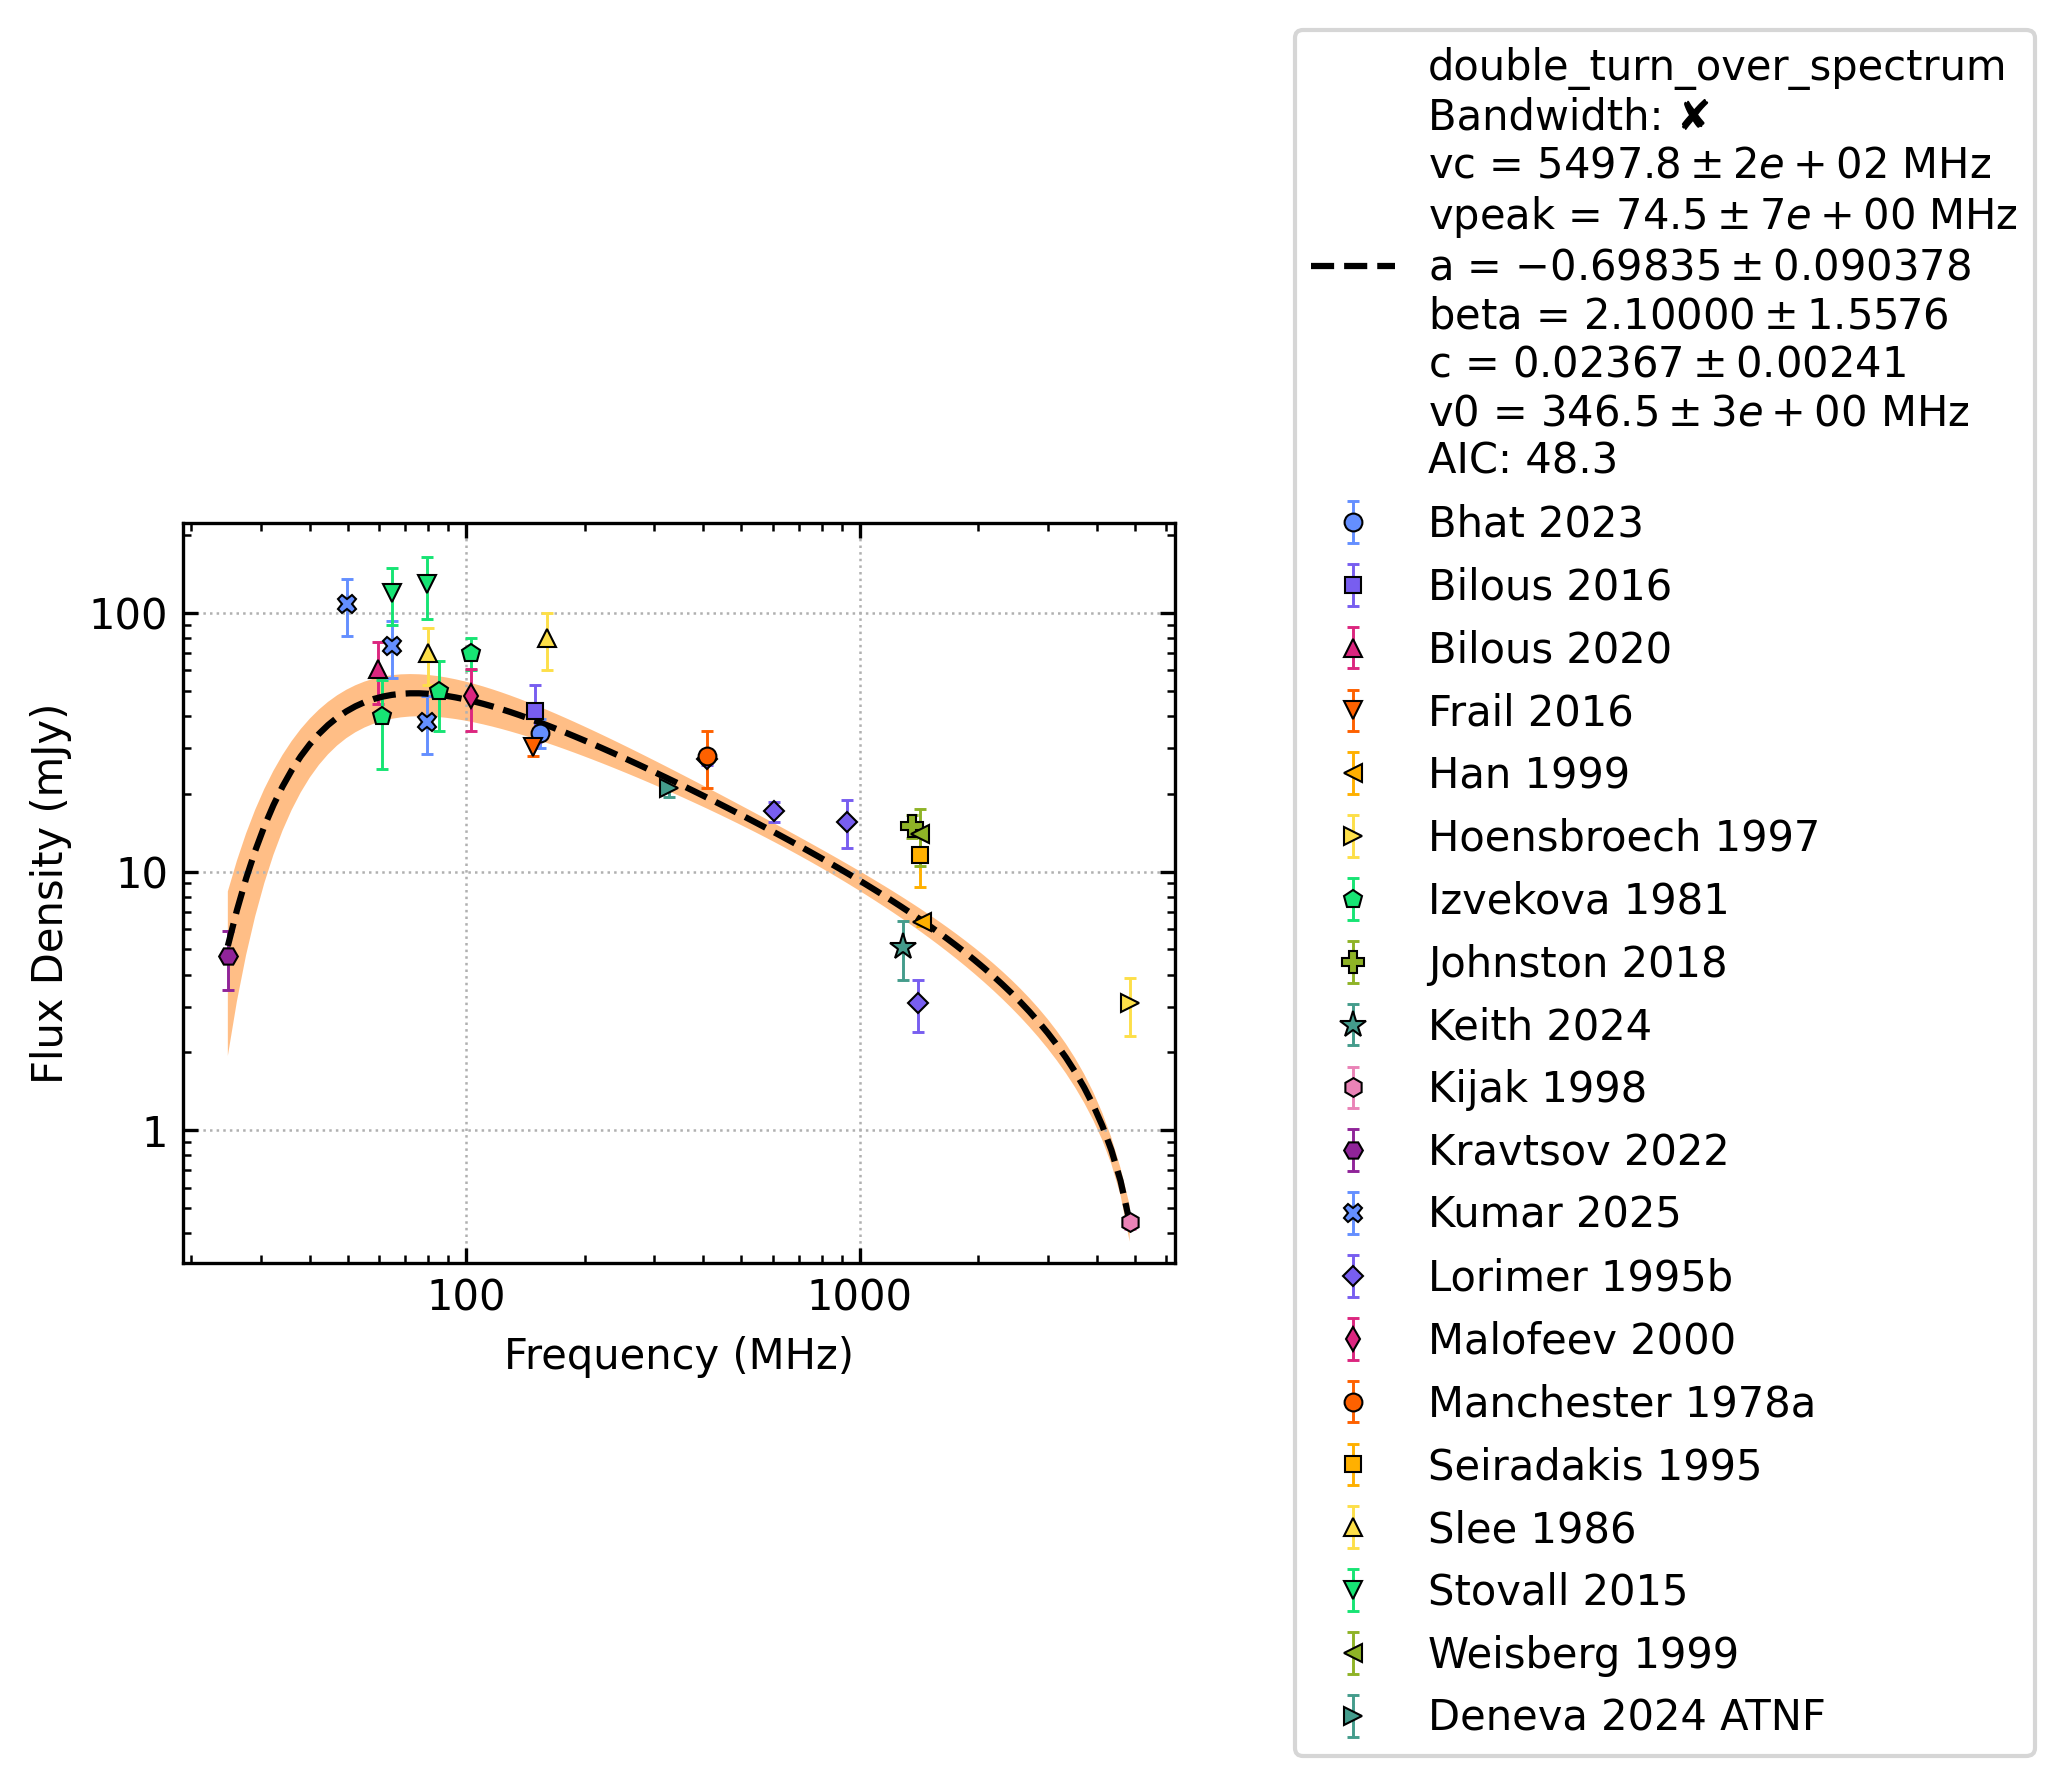 double_turn_over_spectrum
Bandwidth: ✘
vc = 5497.8 ± 2e + 02 MHz
vpeak = 74.5 ± 7e + 00 MHz
a = −0.69835 ± 0.090378
beta = 2.10000 ± 1.5576
c = 0.02367 ± 0.00241
v0 = 346.5 ± 3e + 00 MHz
AIC: 48.3
Bhat 2023
Bilous 2016
Bilous 2020
Frail 2016
Han 1999
Hoensbroech 1997
Izvekova 1981
Johnston 2018
Keith 2024
Kijak 1998
Kravtsov 2022
Kumar 2025
Lorimer 1995b
Malofeev 2000
Manchester 1978a
Seiradakis 1995
Slee 1986
Stovall 2015
Weisberg 1999
Deneva 2024 ATNF
Flux Density (mJy)
100
10
1
100
1000
Frequency (MHz)